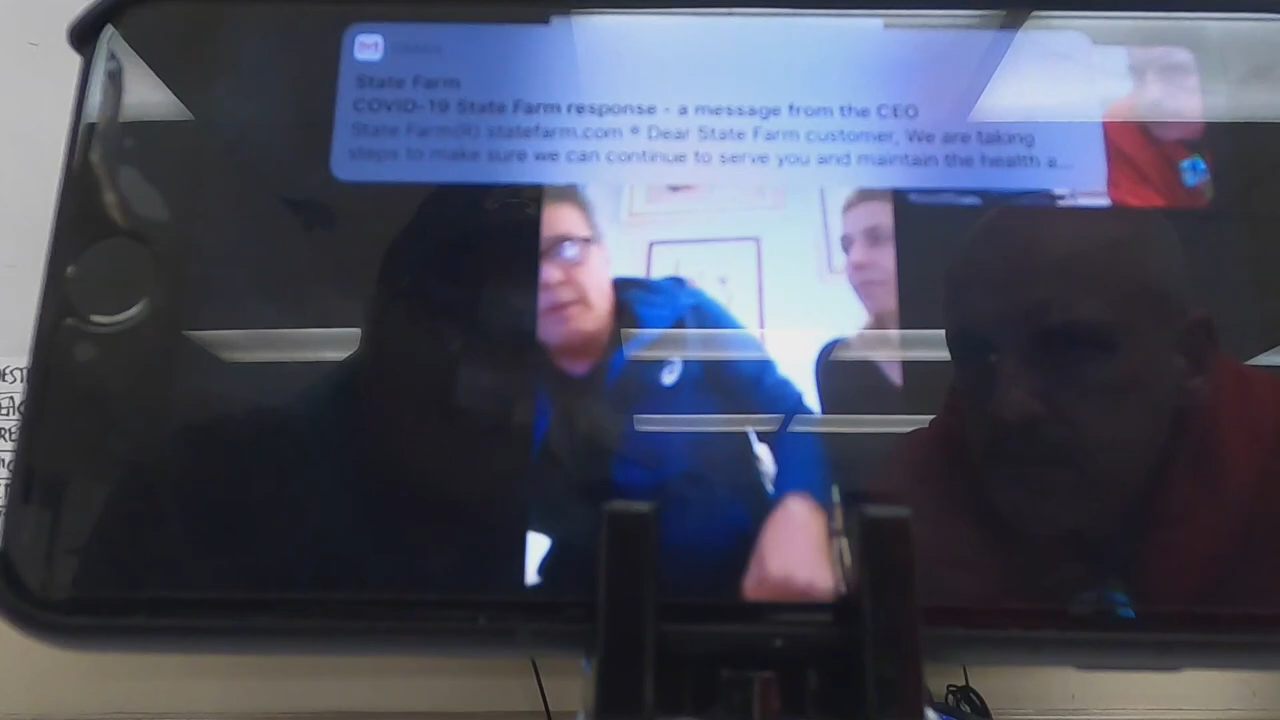 State Farm
COVID-19 State Farm response - a message from the CEO
State Farm(R) statefarm.com ® Dear State Farm customer, We are taking
steps to make sure we can continue to serve you and maintain the health a...